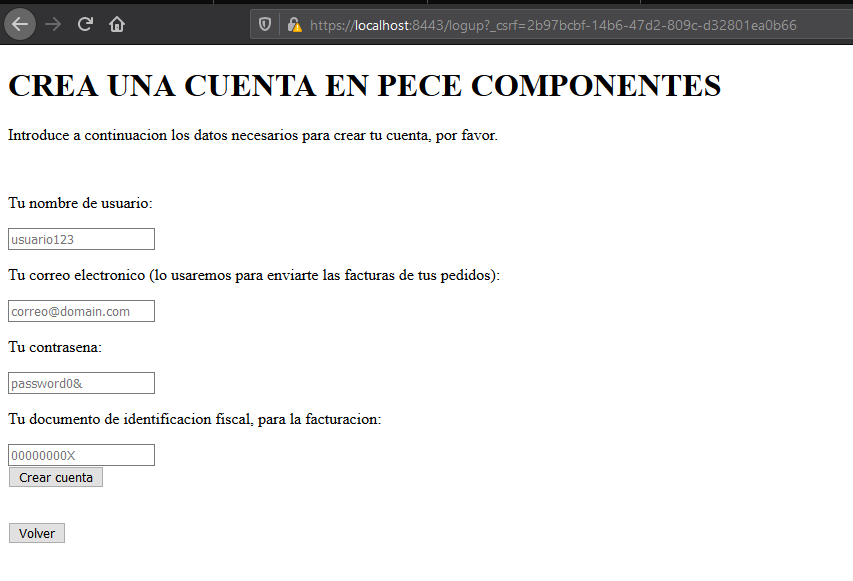 https://localhost:8443/logup?_csrf=2b97bcbf-14b6-47d2-809c-d32801ea0b66
CREA UNA CUENTA EN PECE COMPONENTES
Introduce a continuacion los datos necesarios para crear tu cuenta, por favor.
Tu nombre de usuario:
usuario123
Tu correo electronico (lo usaremos para enviarte las facturas de tus pedidos):
correo@domain.com
Tu contrasena:
password0&
Tu documento de identificacion fiscal, para la facturacion:
00000000X
Crear cuenta
Volver